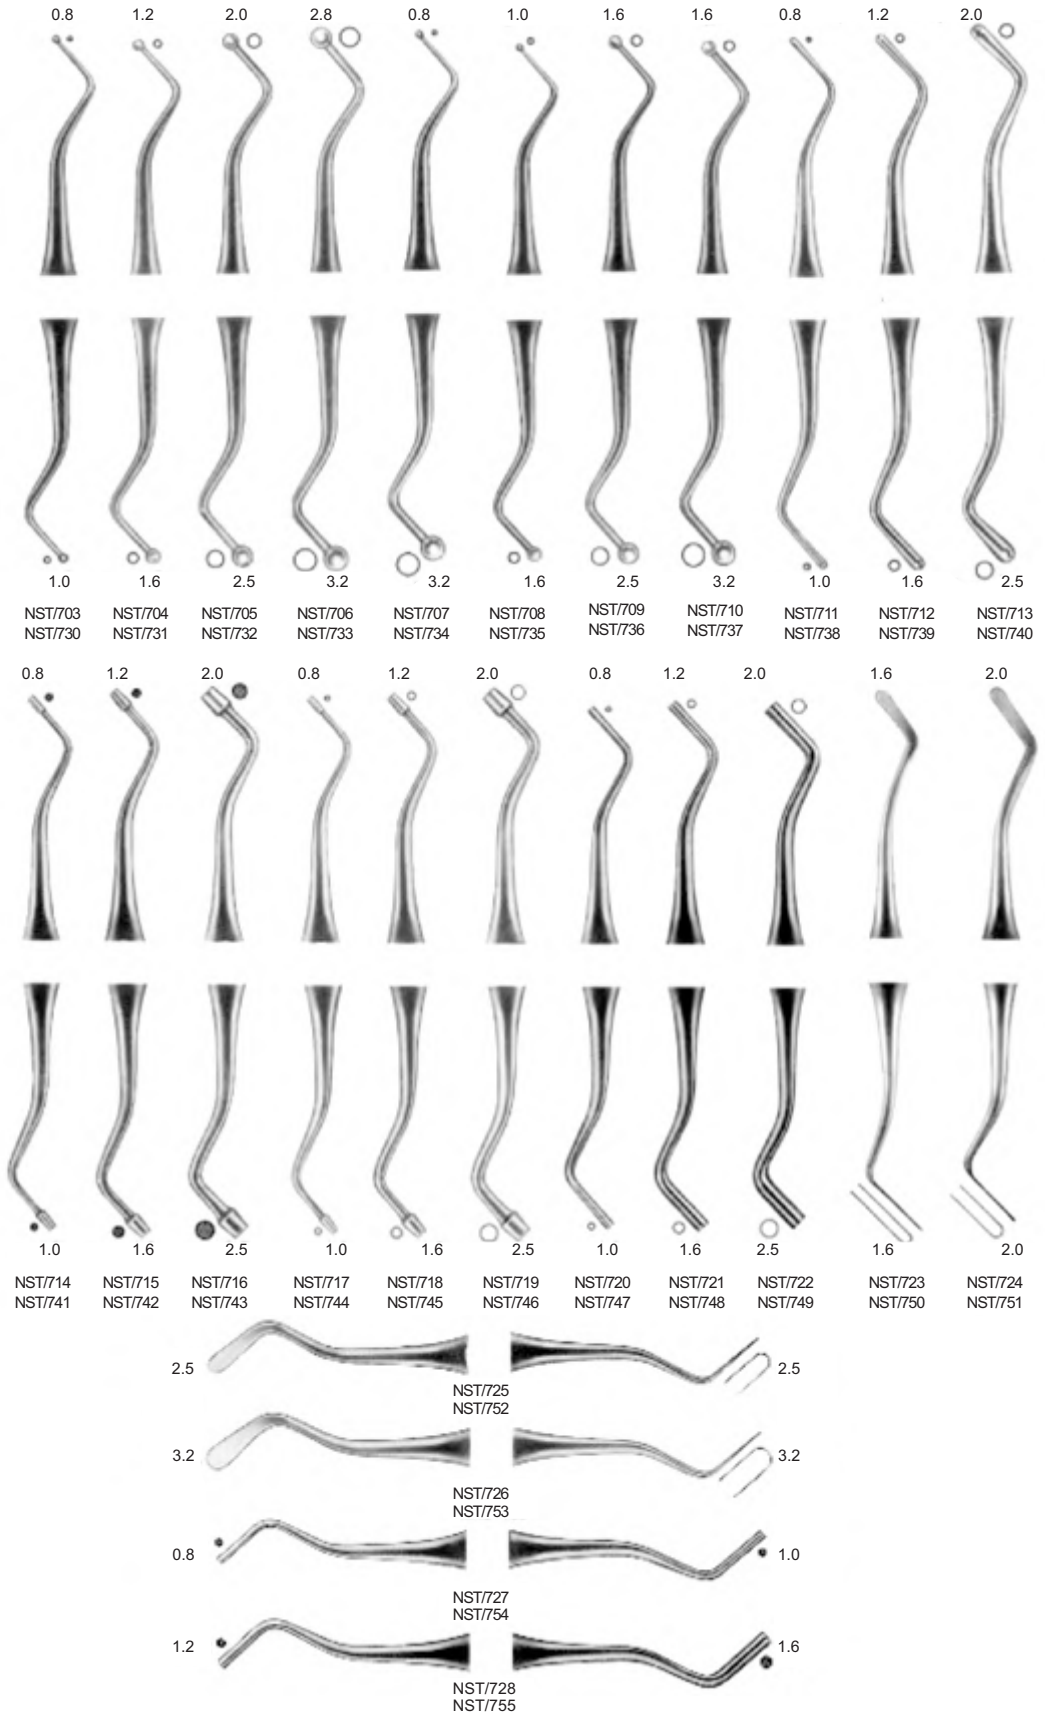 0.8 1.2 2.0 2.8 0.8 1.0 1.6 1.6 0.8 1.2 2.0
1.0 1.6 2.5 3.2 3.2 1.6 2.5 3.2 1.0 1.6 2.5
NST/703 NST/704 NST/705 NST/706 NST/707 NST/708 NST/709 NST/710 NST/711 NST/712 NST/713
NST/730 NST/731 NST/732 NST/733 NST/734 NST/735 NST/736 NST/737 NST/738 NST/739 NST/740
0.8 1.2 2.0 0.8 1.2 2.0 0.8 1.2 2.0 1.6 2.0
1.0 1.6 2.5 1.0 1.6 2.5 1.0 1.6 2.5 1.6 2.0
NST/714 NST/715 NST/716 NST/717 NST/718 NST/719 NST/720 NST/721 NST/722 NST/723 NST/724
NST/741 NST/742 NST/743 NST/744 NST/745 NST/746 NST/747 NST/748 NST/749 NST/750 NST/751
2.5 2.5
NST/725
NST/752
3.2 3.2
NST/726
NST/753
0.8 1.0
NST/727
NST/754
1.2 1.6
NST/728
NST/755